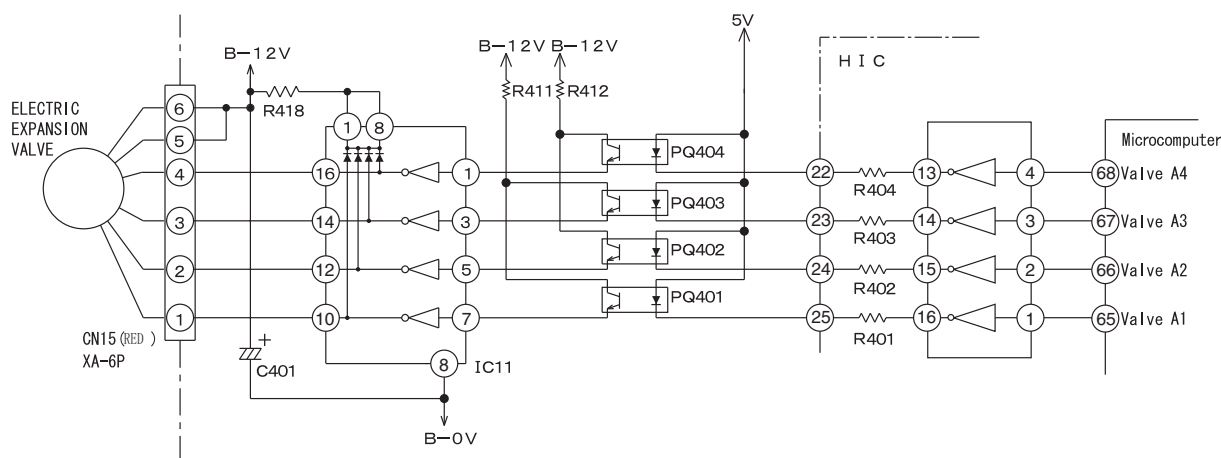 5V
B-12V
B-12V B-12V
HIC
R411 R412
R418
ELECTRIC
EXPANSION
VALVE
6
1 8
5
PQ404
Microcomputer
4 16 1 22 R404 13 4 68 Valve A4
PQ403
3 14 3 23 R403 14 3 67 Valve A3
PQ402
2 12 5 24 R402 15 2 66 Valve A2
PQ401
1 10 7 25 R401 16 1 65 Valve A1
CN15(RED )
XA-6P
+
C401
8 IC11
B-0V